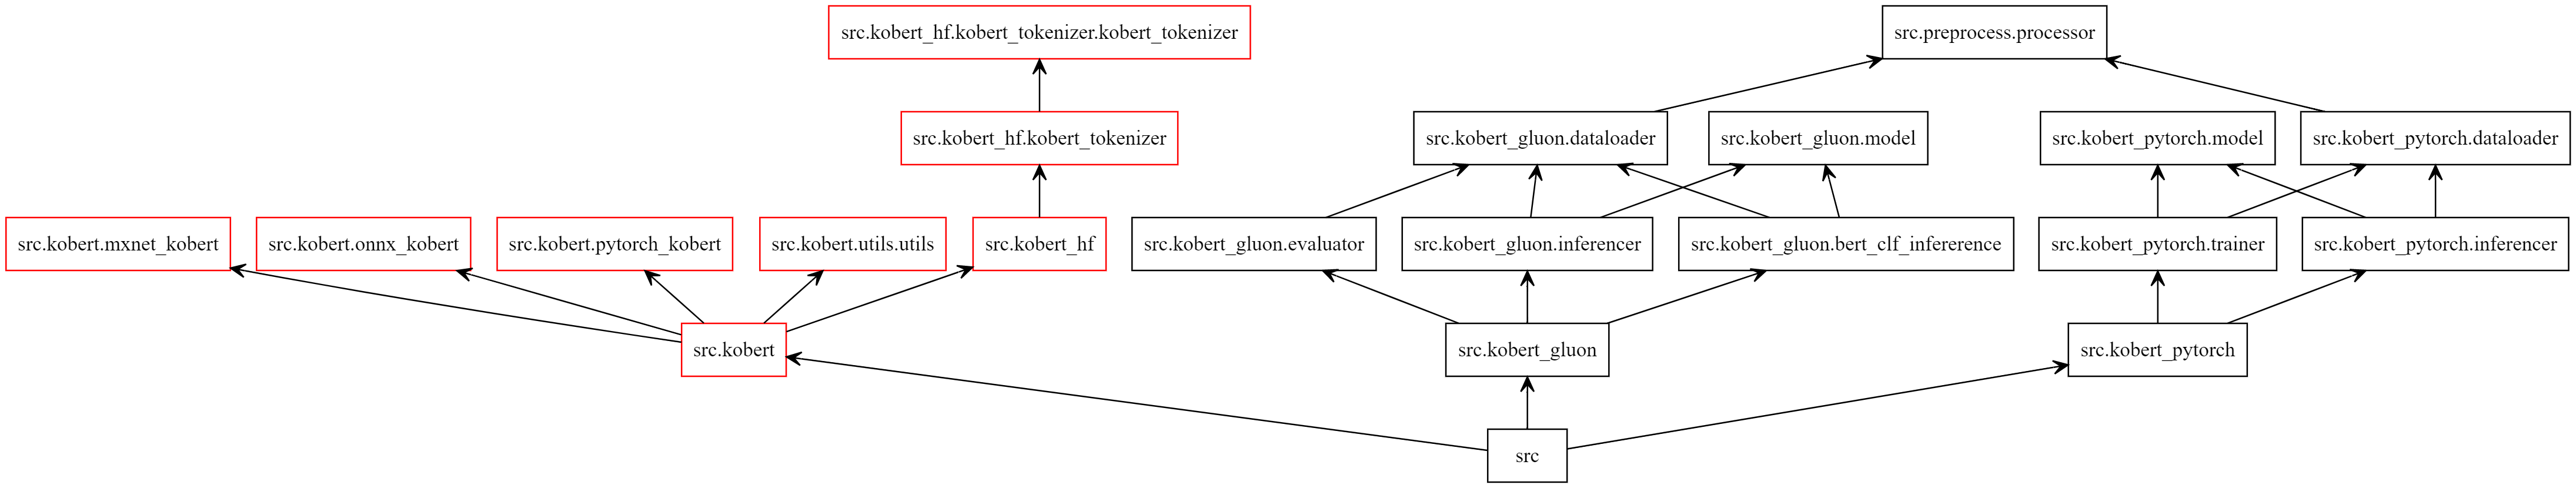 src.kobert_hf.kobert_tokenizer.kobert_tokenizer
src.preprocess.processor
src.kobert_hf.kobert_tokenizer
src.kobert_gluon.dataloader
src.kobert_gluon.model
src.kobert_pytorch.model
src.kobert_pytorch.dataloader
src.kobert.mxnet_kobert
src.kobert.onnx_kobert
src.kobert.pytorch_kobert
src.kobert.utils.utils
src.kobert_hf
src.kobert_gluon.evaluator
src.kobert_gluon.inferencer
src.kobert_gluon.bert_clf_infererence
src.kobert_pytorch.trainer
src.kobert_pytorch.inferencer
src.kobert
src.kobert_gluon
src.kobert_pytorch
src